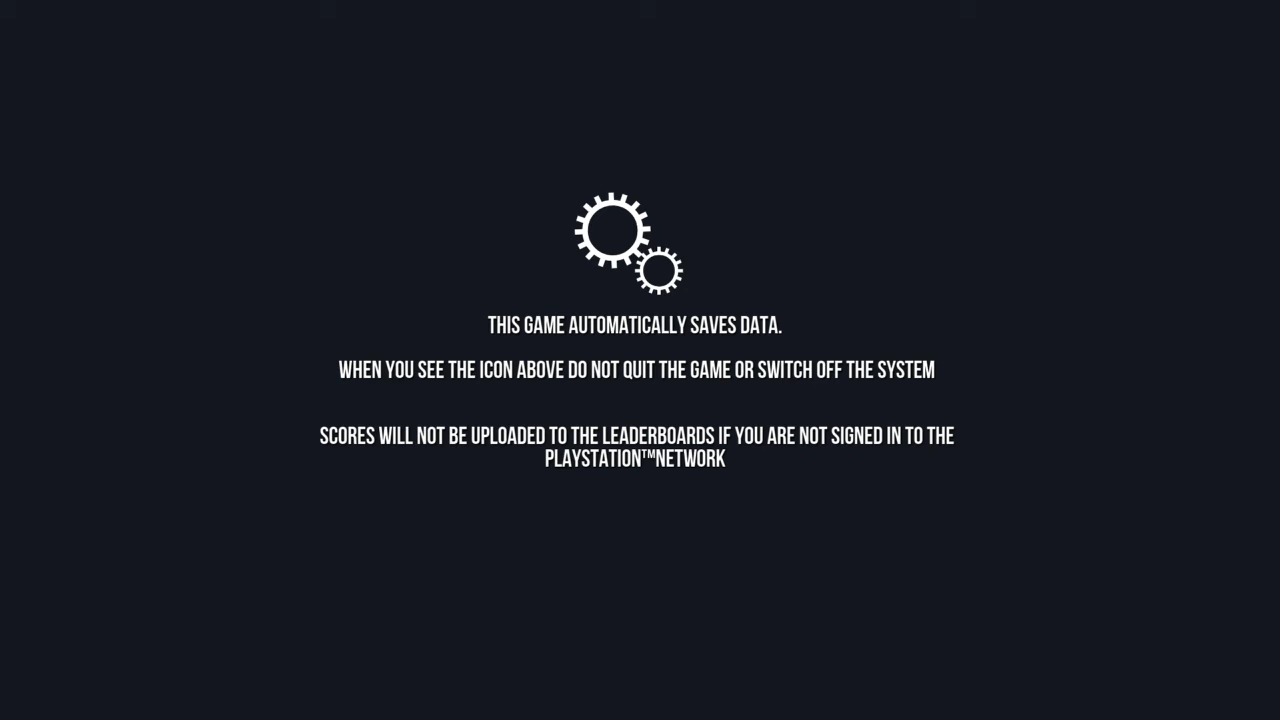 THIS GAME AUTOMATICALLY SAVES DATA.
WHEN YOU SEE THE ICON ABOVE DO NOT QUIT THE GAME OR SWITCH OFF THE SYSTEM
SCORES WILL NOT BE UPLOADED TO THE LEADERBOARDS IF YOU ARE NOT SIGNED IN TO THE
PLAYSTATION™NETWORK